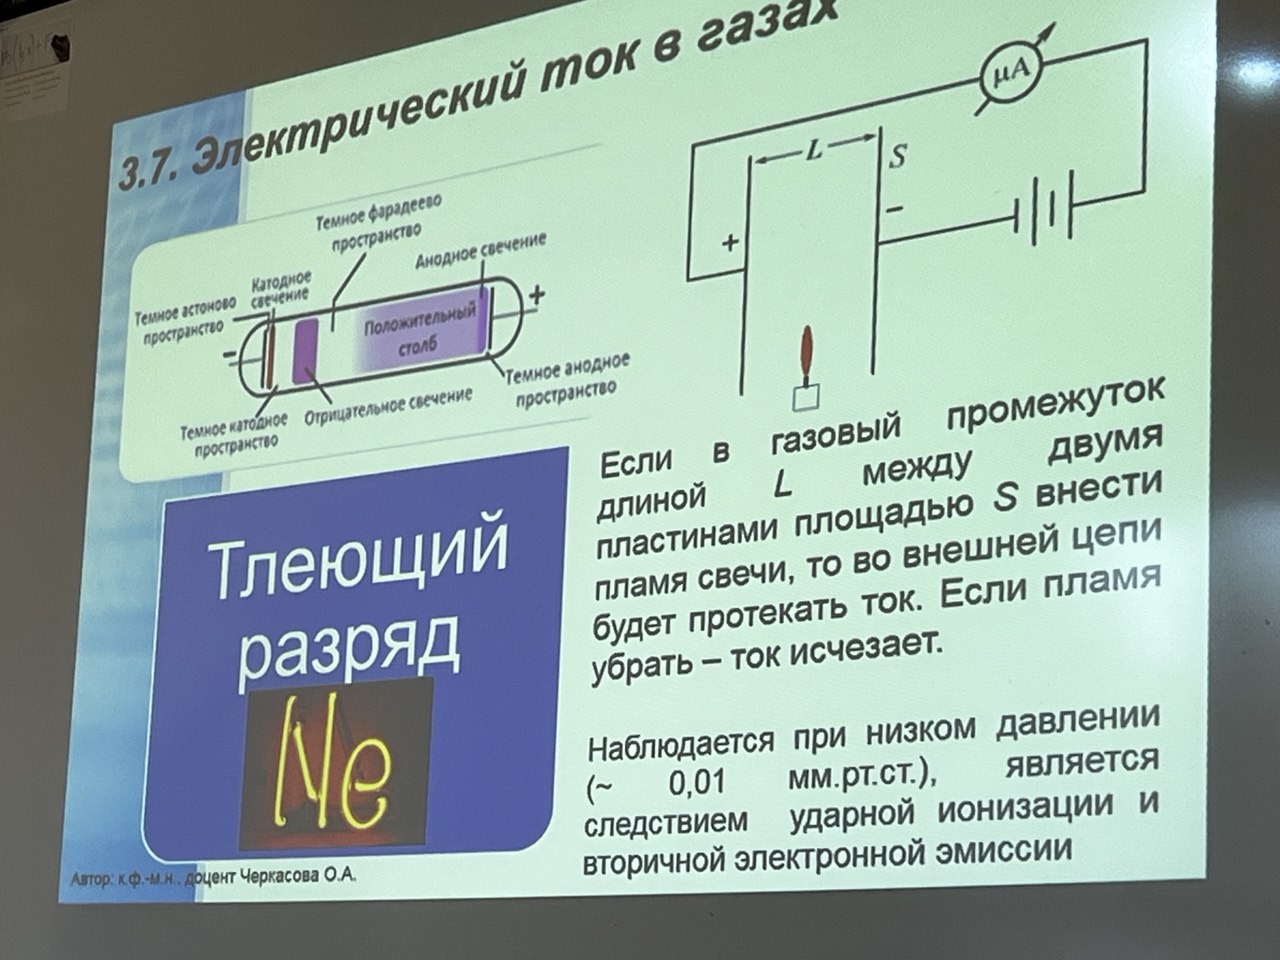 3.7. Электрический ток в газах
Темное фарадеево
пространство
Анодное свечение
Катодное
свечение
Темное астоново
пространство
Положительный
столб
-
+
Темное анодное
пространство
Отрицательное свечение
Темное катодное
пространство
μA
L
S
+
-
Тлеющий
разряд
Ne
Если в газовый промежуток
длиной L между двумя
пластинами площадью S внести
пламя свечи, то во внешней цепи
будет протекать ток. Если пламя
убрать – ток исчезает.
Наблюдается при низком давлении
(~ 0,01 мм.рт.ст.), является
следствием ударной ионизации и
вторичной электронной эмиссии
Автор: к.ф.-м.н., доцент Черкасова О.А.